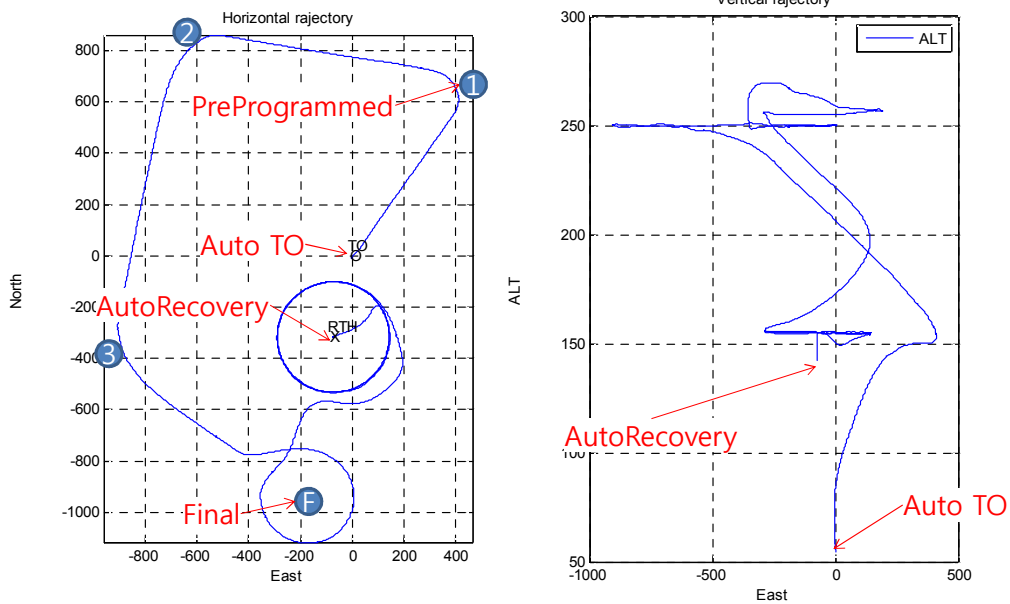 Horizontal rajectory
2
1
PreProgrammed
Auto TO
TO
AutoRecovery
RTH
X
3
Final
F
North
800
600
400
200
0
-200
-400
-600
-800
-1000
-800
-600
-400
-200
0
200
400
East
Vertical rajectory
ALT
300
250
200
150
100
50
ALT
AutoRecovery
Auto TO
-1000
-500
0
500
East